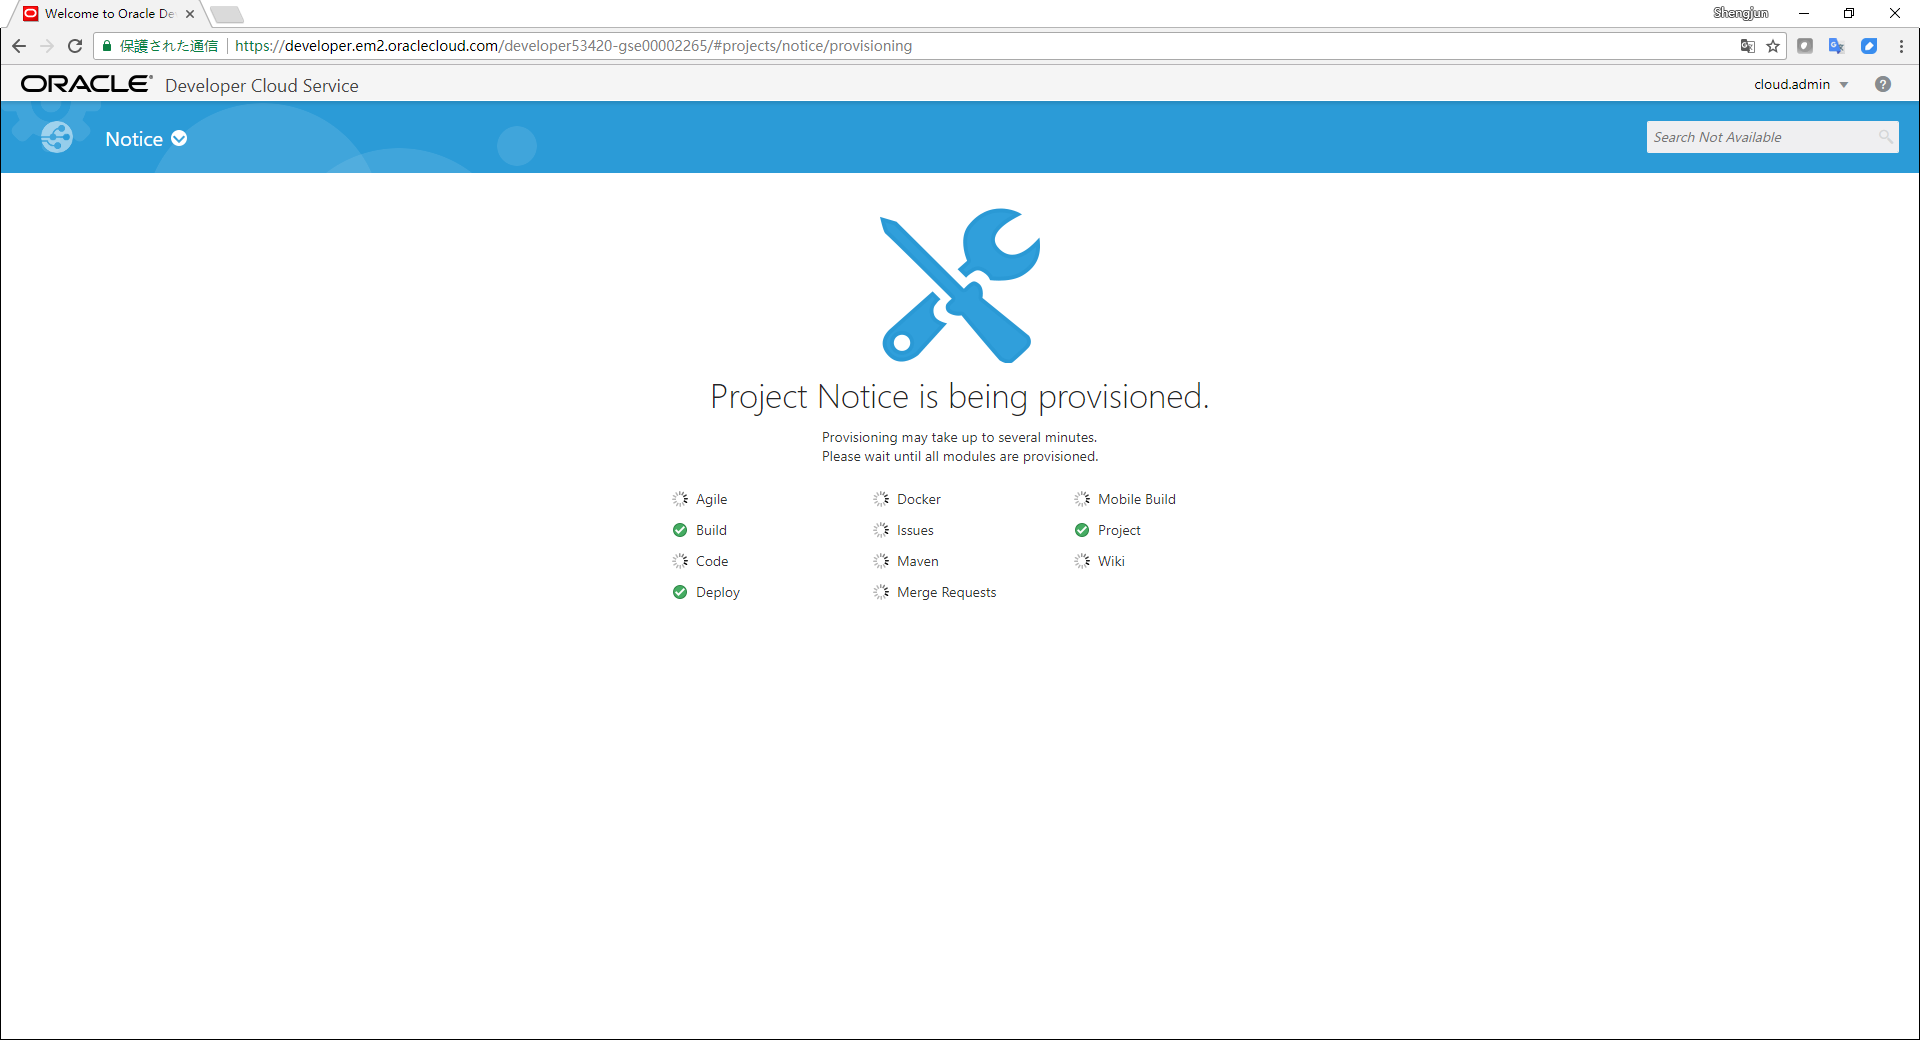 Welcome to Oracle De
Shengjun
保護された通信 https://developer.em2.oraclecloud.com/developer53420-gse00002265/#projects/notice/provisioning
ORACLE Developer Cloud Service
cloud.admin
Notice
Search Not Available
Project Notice is being provisioned.
Provisioning may take up to several minutes.
Please wait until all modules are provisioned.
Agile Docker Mobile Build
Build Issues Project
Code Maven Wiki
Deploy Merge Requests